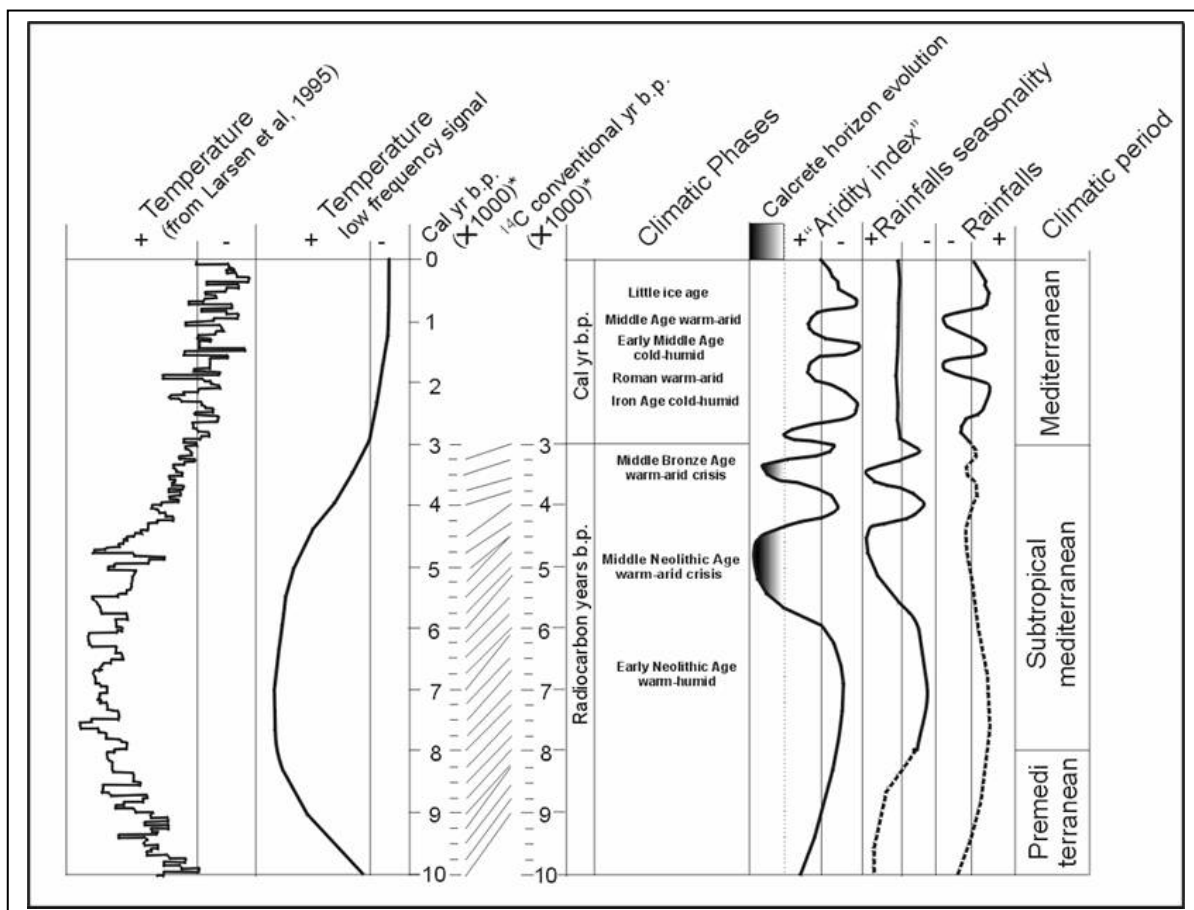 Temperature
(from Larsen et al, 1995)
Temperature
low frequency signal
Cal yr b.p.
(X1000)*
¹⁴C conventional yr b.p.
(X1000)*
Climatic Phases
Calcrete horizon evolution
"Aridity index"
Rainfalls seasonality
Rainfalls
Climatic period
+ -
+ -
+ -
+ -
- +
0
1
2
3
4
5
6
7
8
9
10
3
4
5
6
7
8
9
10
Cal yr b.p.
Radiocarbon years b.p.
Little ice age
Middle Age warm-arid
Early Middle Age
cold-humid
Roman warm-arid
Iron Age cold-humid
Middle Bronze Age
warm-arid crisis
Middle Neolithic Age
warm-arid crisis
Early Neolithic Age
warm-humid
Mediterranean
Subtropical
mediterranean
Premedi
terranean